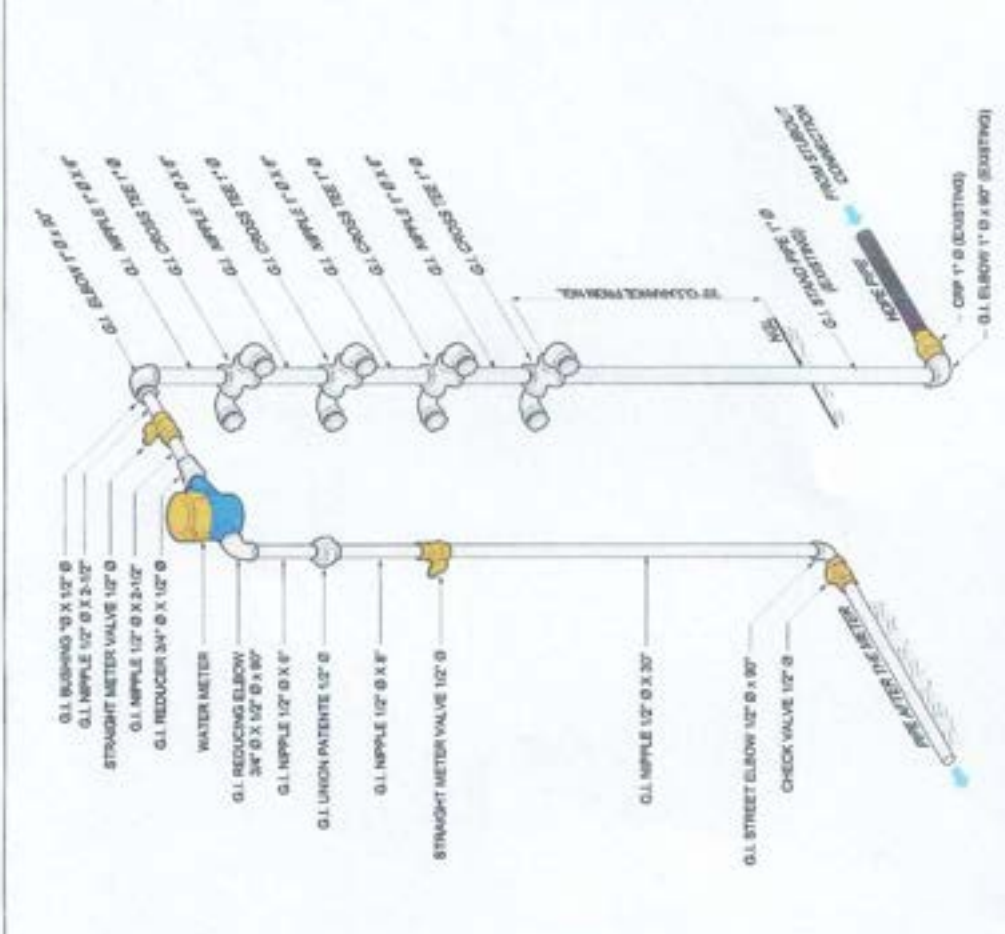 G.I. BUSHING "Ø X 1/2" Ø
G.I. NIPPLE 1/2" Ø X 2-1/2"
STRAIGHT METER VALVE 1/2" Ø
G.I. NIPPLE 1/2" Ø X 2-1/2"
G.I. REDUCER 3/4" Ø X 1/2" Ø
WATER METER
G.I. REDUCING ELBOW
3/4" Ø X 1/2" Ø x 90°
G.I. NIPPLE 1/2" Ø X 6"
G.I. UNION PATENTE 1/2" Ø
G.I. NIPPLE 1/2" Ø X 8"
STRAIGHT METER VALVE 1/2" Ø
G.I. NIPPLE 1/2" Ø X 30"
G.I. STREET ELBOW 1/2" Ø x 90°
CHECK VALVE 1/2" Ø
PIPE AFTER THE METER
G.I. ELBOW 1" Ø x 90°
G.I. NIPPLE 1" Ø X 6"
G.I. CROSS TEE 1" Ø
G.I. NIPPLE 1" Ø X 6"
G.I. CROSS TEE 1" Ø
G.I. NIPPLE 1" Ø X 6"
G.I. CROSS TEE 1" Ø
G.I. NIPPLE 1" Ø X 6"
G.I. CROSS TEE 1" Ø
CLEARANCE FROM NGL
NGL
G.I. STAND PIPE 1" Ø
(EXISTING)
HDPE PIPE
FROM STUBOUT
CONNECTION
CRP 1" Ø (EXISTING)
G.I. ELBOW 1" Ø x 90° (EXISTING)